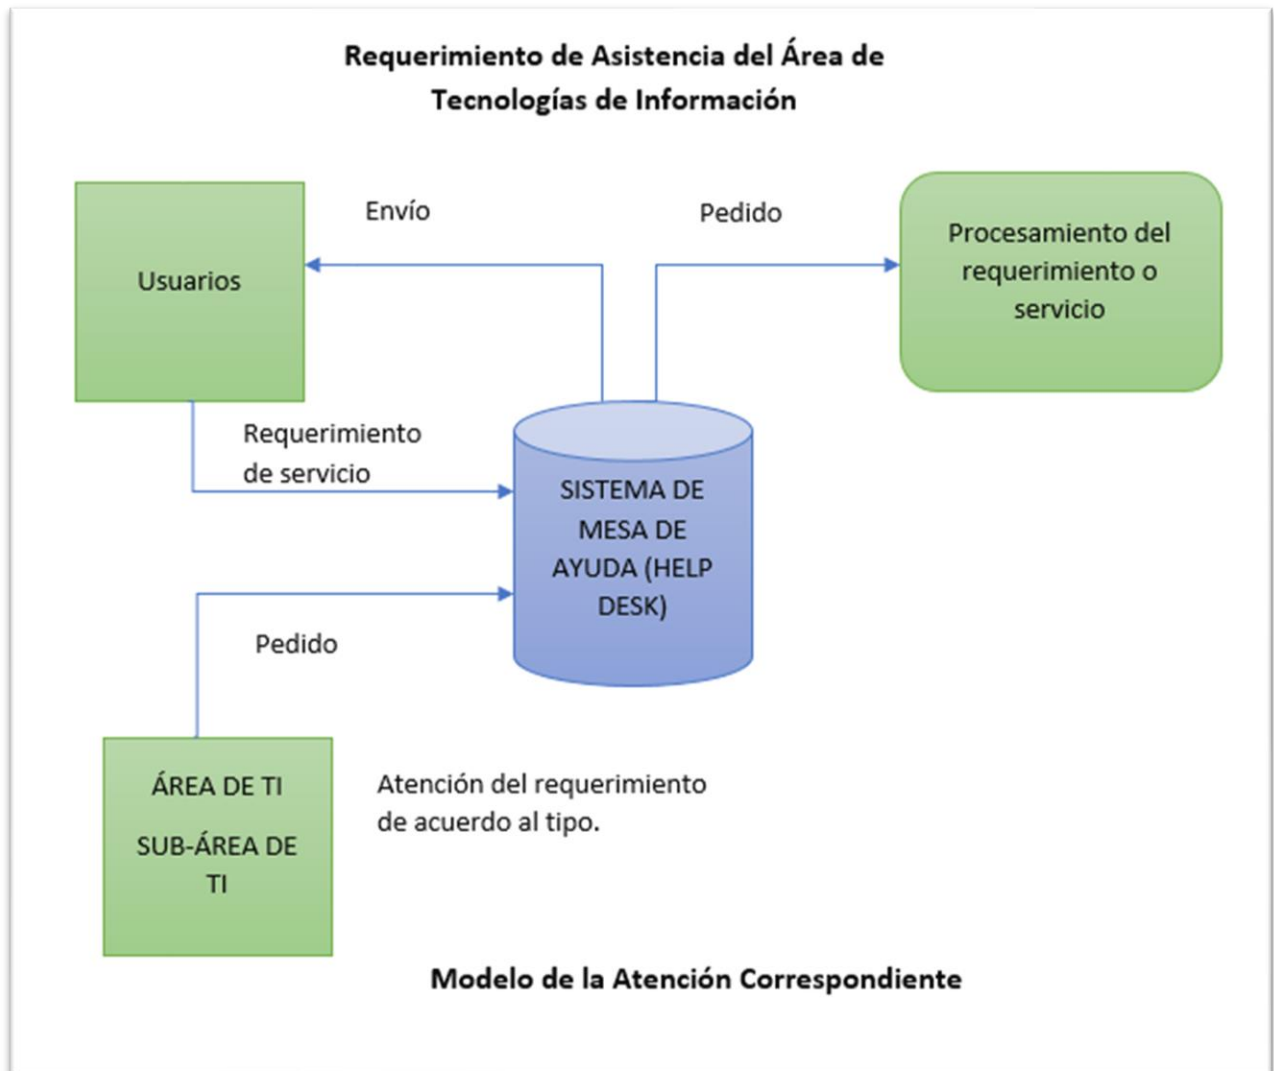 Requerimiento de Asistencia del Área de
Tecnologías de Información
Envío
Pedido
Usuarios
Procesamiento del
requerimiento o
servicio
Requerimiento
de servicio
SISTEMA DE
MESA DE
AYUDA (HELP
DESK)
Pedido
ÁREA DE TI
SUB-ÁREA DE
TI
Atención del requerimiento
de acuerdo al tipo.
Modelo de la Atención Correspondiente